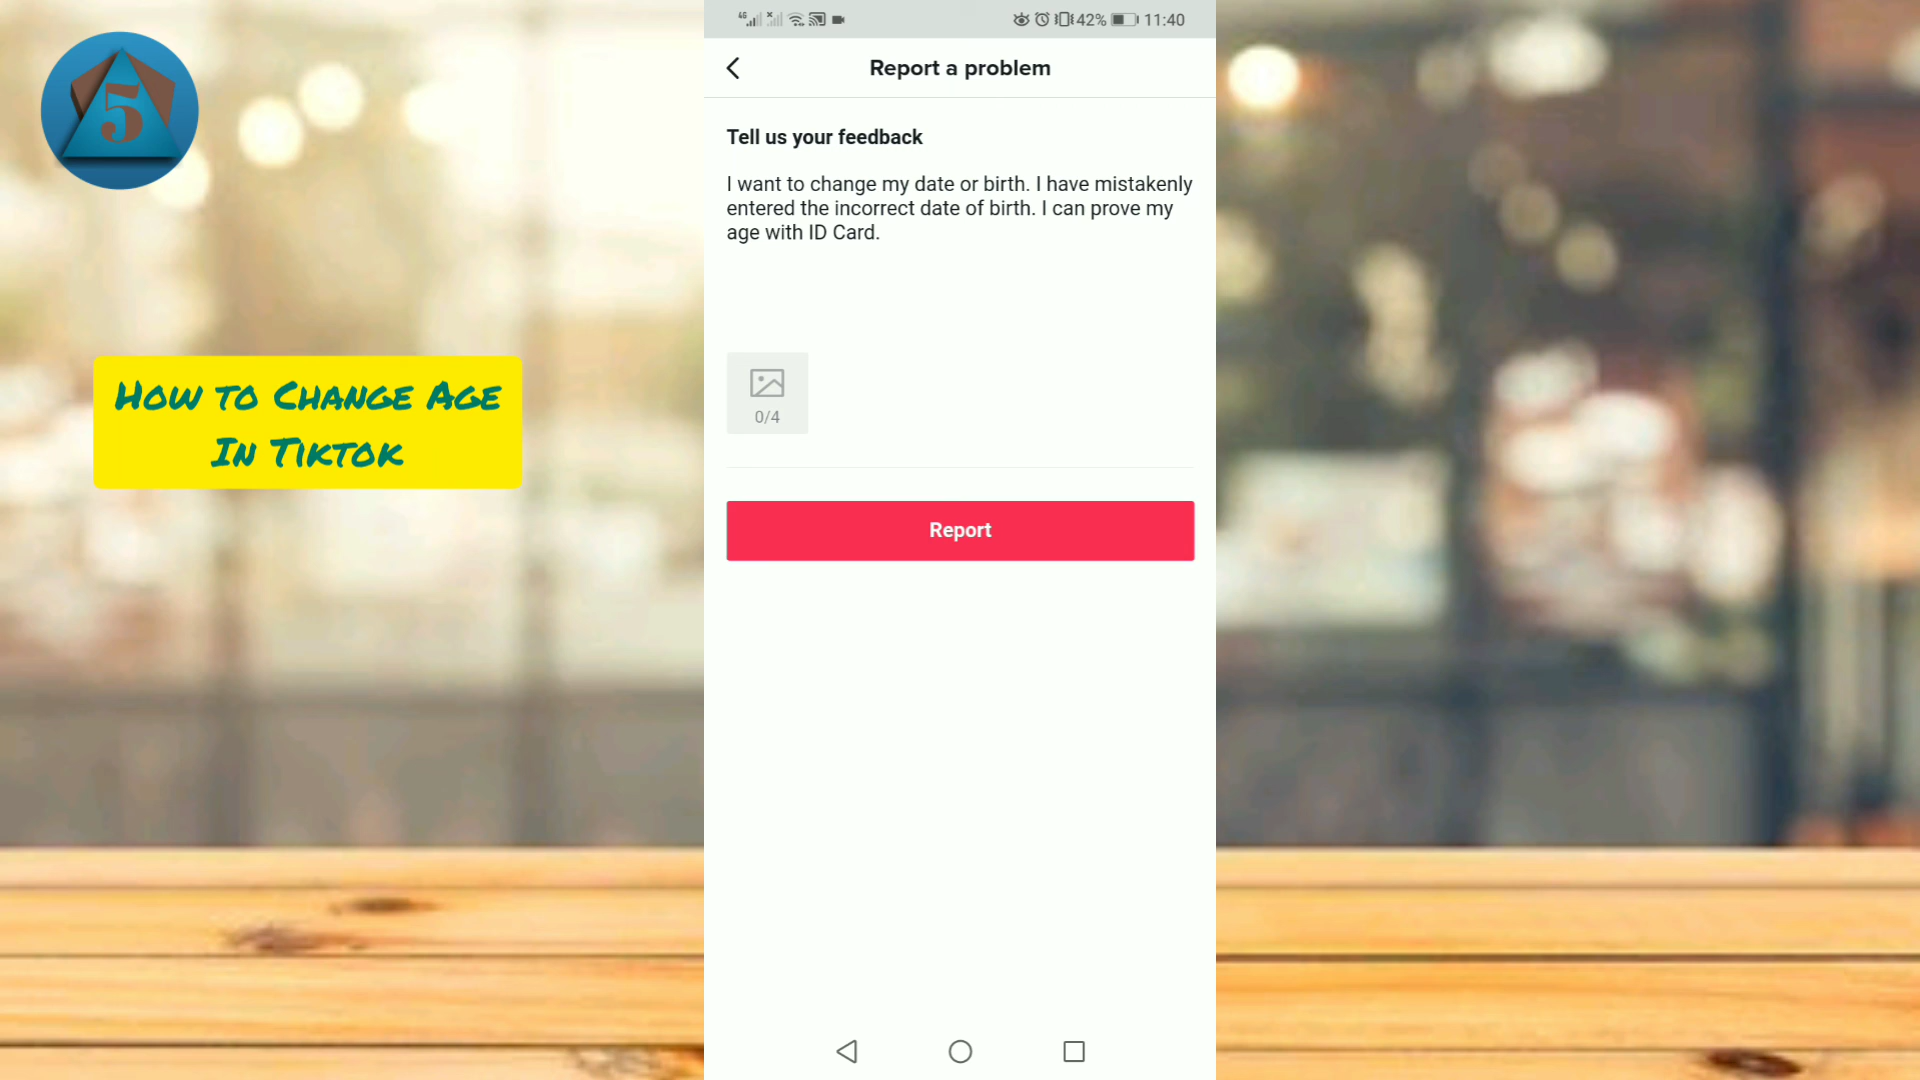 5
How to Change Age
In Tiktok
4G
42%
11:40
Report a problem
Tell us your feedback
I want to change my date or birth. I have mistakenly
entered the incorrect date of birth. I can prove my
age with ID Card.
0/4
Report